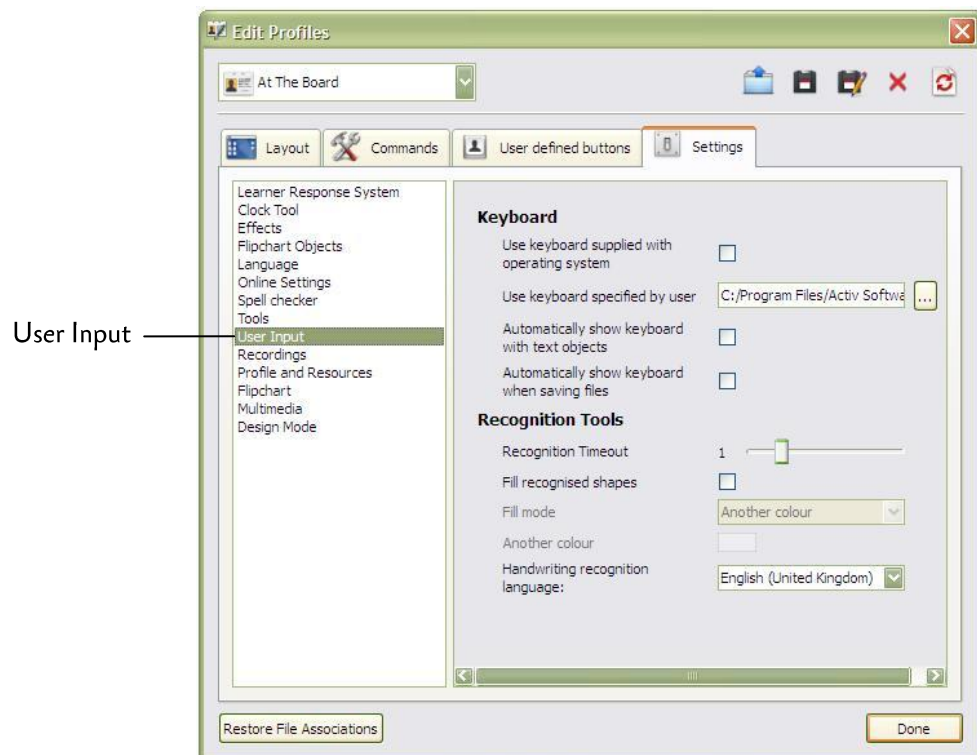 Edit Profiles
At The Board
Layout
Commands
User defined buttons
Settings
Learner Response System
Clock Tool
Effects
Flipchart Objects
Language
Online Settings
Spell checker
Tools
User Input
User Input
Recordings
Profile and Resources
Flipchart
Multimedia
Design Mode
Keyboard
Use keyboard supplied with
operating system
Use keyboard specified by user
C:/Program Files/Activ Softwa
...
Automatically show keyboard
with text objects
Automatically show keyboard
when saving files
Recognition Tools
Recognition Timeout
1
Fill recognised shapes
Fill mode
Another colour
Another colour
Handwriting recognition
language:
English (United Kingdom)
Restore File Associations
Done